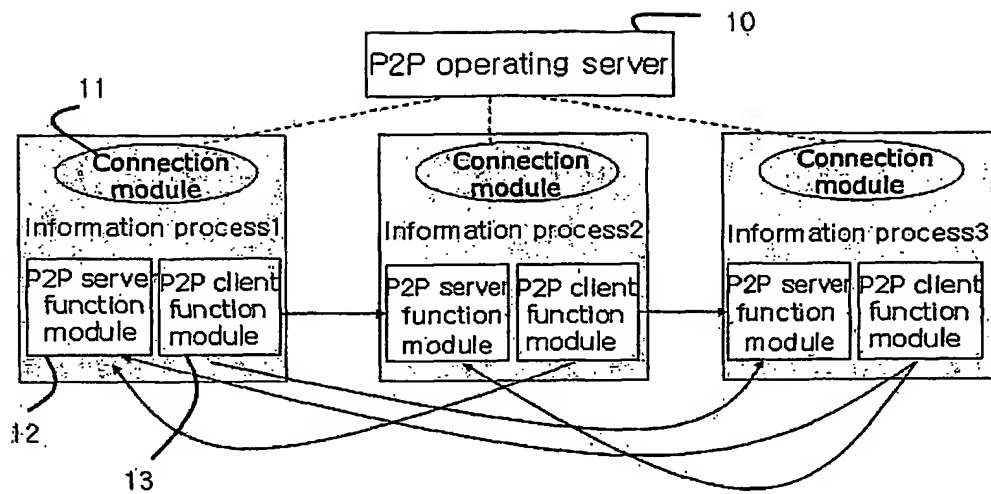 10
P2P operating server
11
Connection
module
Information process1
P2P server
function
module
P2P client
function
module
Connection
module
Information process2
P2P server
function
module
P2P client
function
module
Connection
module
Information process3
P2P server
function
module
P2P client
function
module
12
13